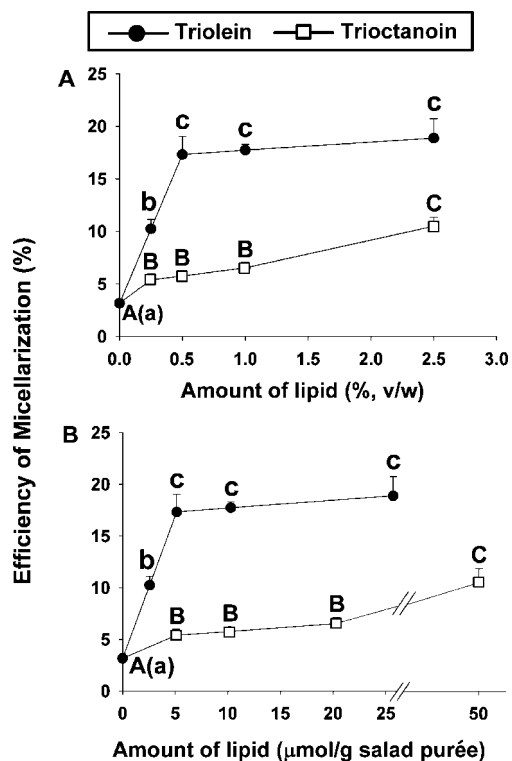 Triolein Trioctanoin
A
25
20
15
10
5
0
c
c
c
b
B
B
B
C
A(a)
0.0 0.5 1.0 1.5 2.0 2.5 3.0
Amount of lipid (%, v/w)
Efficiency of Micellarization (%)
B
25
20
15
10
5
0
c
c
c
b
B
B
B
C
A(a)
0 5 10 15 20 25 50
Amount of lipid (μmol/g salad purée)